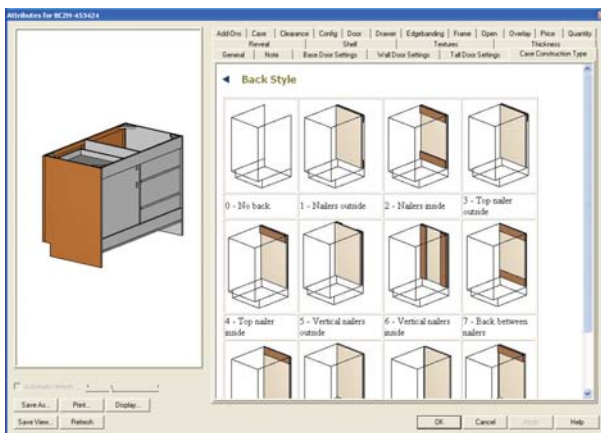 Attributes for BC2H-453424
Add-Ons Case Clearance Config Door Drawer Edgebanding Frame Open Overlay Price Quantity
Reveal Shell Textures Thickness
General Note Base Door Settings Wall Door Settings Tall Door Settings Case Construction Type
Back Style
0 - No back
1 - Nailers outside
2 - Nailers inside
3 - Top nailer outside
4 - Top nailer inside
5 - Vertical nailers outside
6 - Vertical nailers inside
7 - Back between nailers
Automatic refresh
Save As... Print... Display...
Save View... Refresh
OK Cancel Apply Help